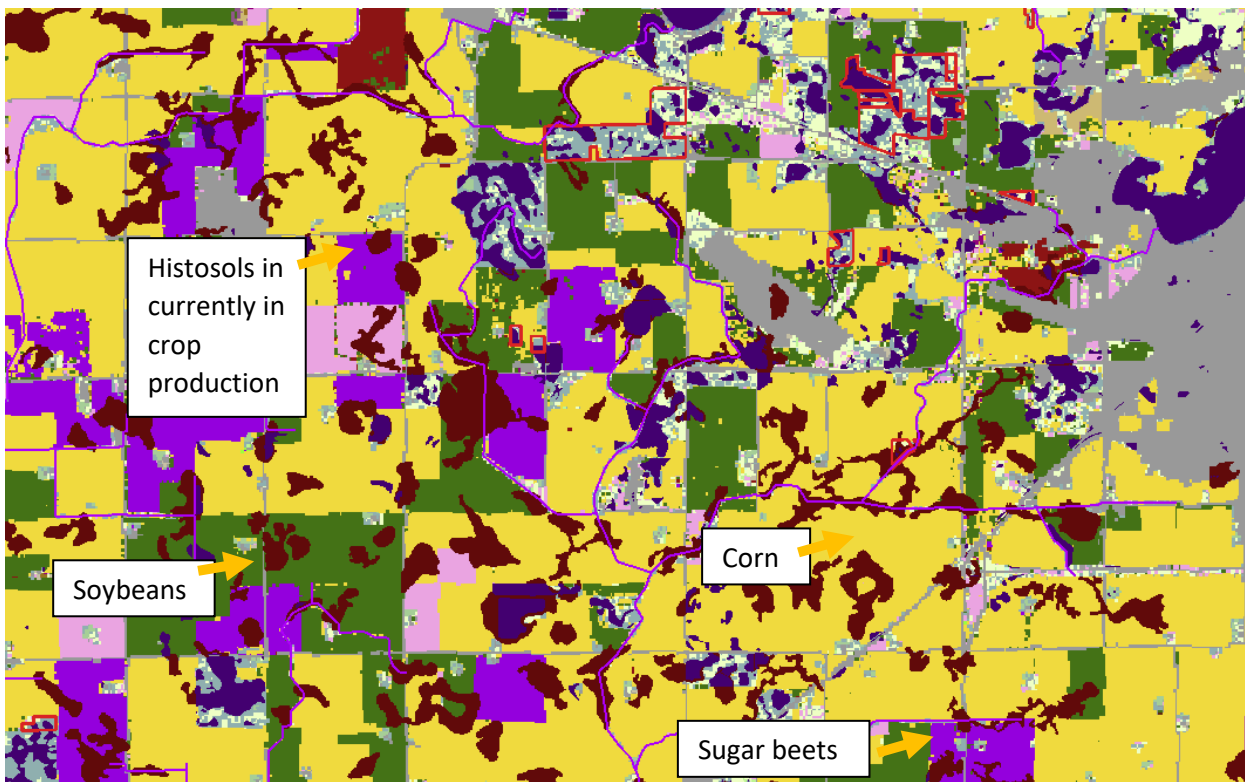 Histosols in
currently in
crop
production
Soybeans
Corn
Sugar beets